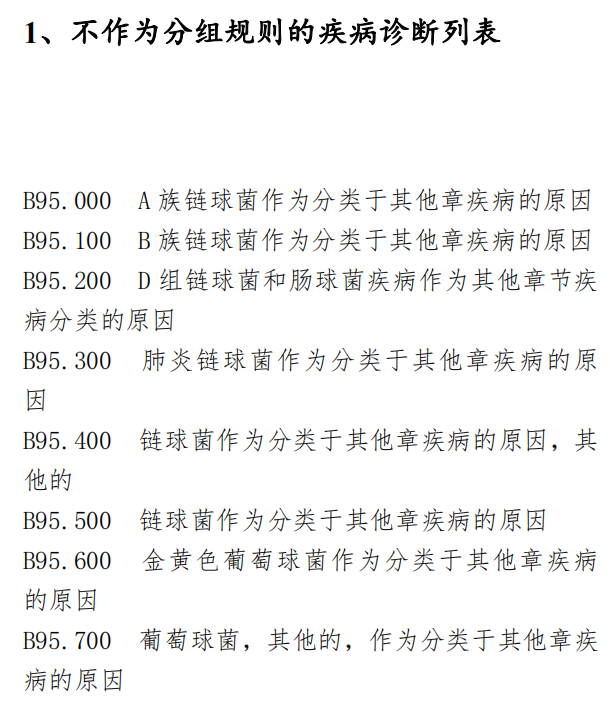 1、不作为分组规则的疾病诊断列表
B95.000 A 族链球菌作为分类于其他章疾病的原因
B95.100 B 族链球菌作为分类于其他章疾病的原因
B95.200 D 组链球菌和肠球菌疾病作为其他章节疾
病分类的原因
B95.300 肺炎链球菌作为分类于其他章疾病的原
因
B95.400 链球菌作为分类于其他章疾病的原因，其
他的
B95.500 链球菌作为分类于其他章疾病的原因
B95.600 金黄色葡萄球菌作为分类于其他章疾病
的原因
B95.700 葡萄球菌，其他的，作为分类于其他章疾
病的原因